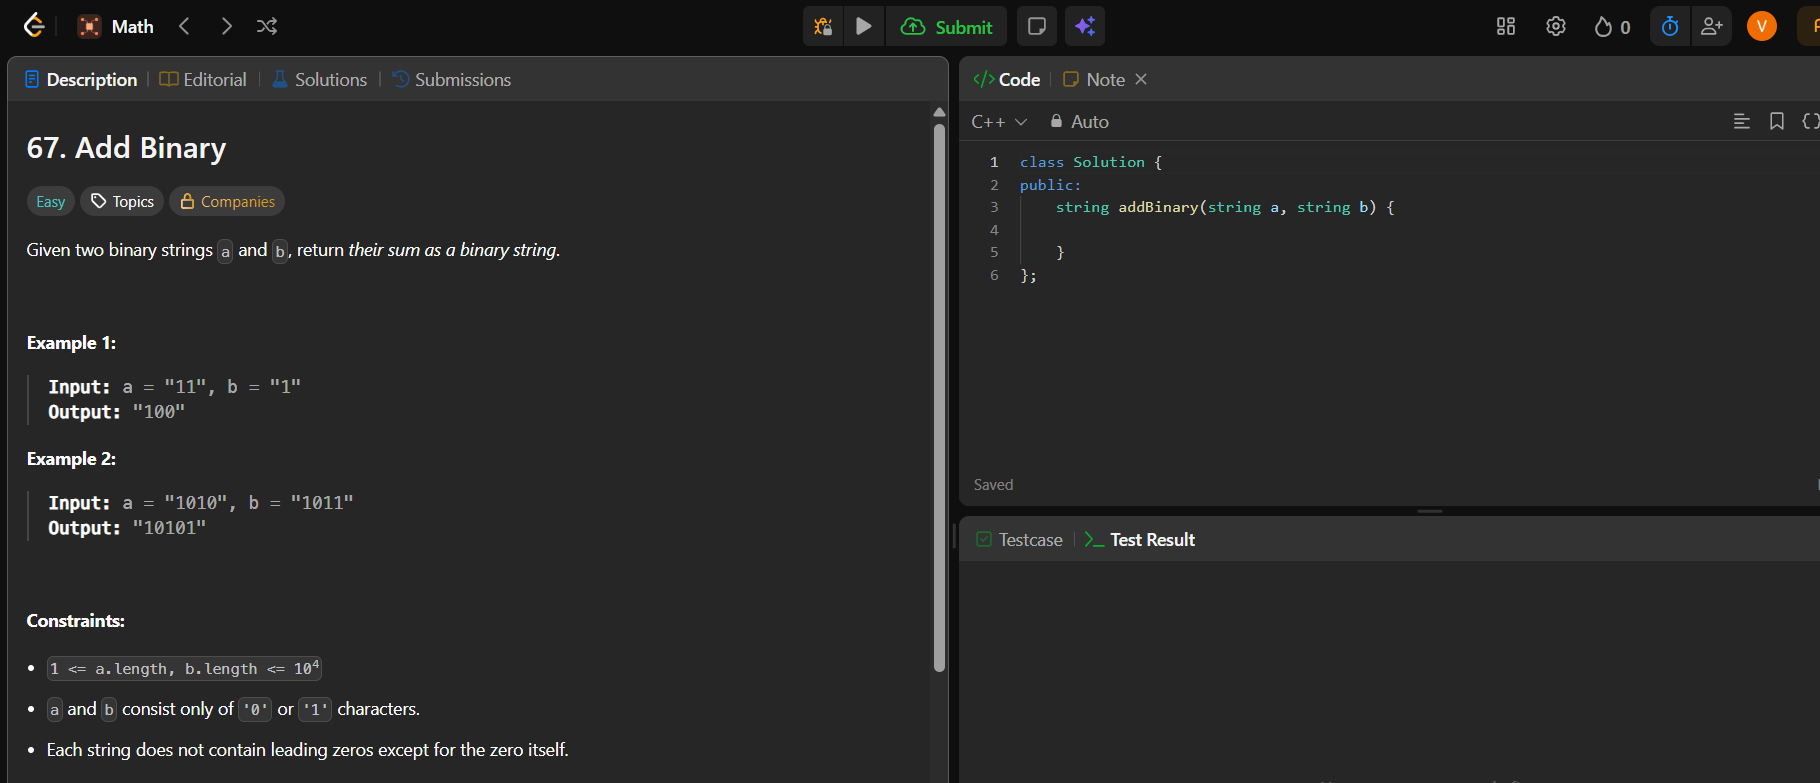 Math
Submit
0
V
Description
Editorial
Solutions
Submissions
67. Add Binary
Easy
Topics
Companies
Given two binary strings a and b, return their sum as a binary string.
Example 1:
Input: a = "11", b = "1"
Output: "100"
Example 2:
Input: a = "1010", b = "1011"
Output: "10101"
Constraints:
• 1 <= a.length, b.length <= 10⁴
• a and b consist only of '0' or '1' characters.
• Each string does not contain leading zeros except for the zero itself.
</> Code
Note
C++
Auto
1 class Solution {
2 public:
3 string addBinary(string a, string b) {
4
5 }
6 };
Saved
Testcase
>_ Test Result